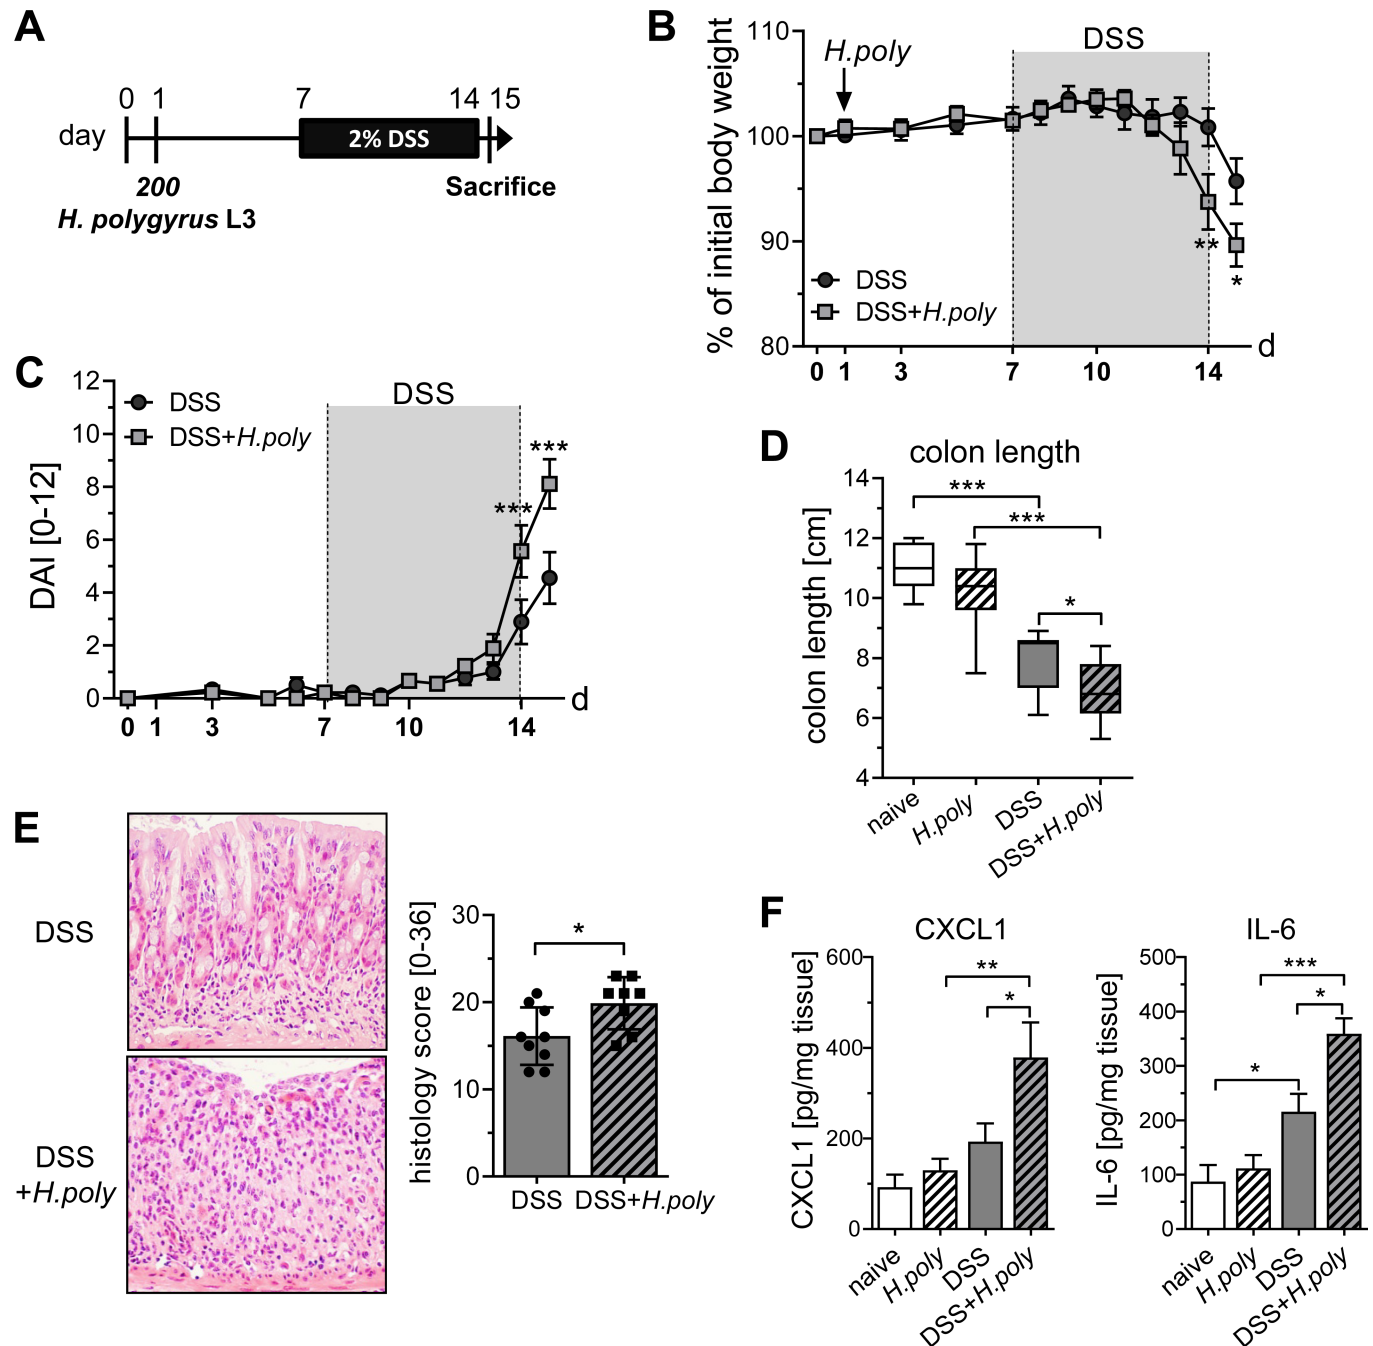 A
0 1 7 14 15
day
2% DSS
200
H. polygyrus L3
Sacrifice
B
% of initial body weight
110
100
90
80
H.poly
DSS
**
*
DSS
DSS+H.poly
0 1 3 7 10 14
d
C
DAI [0-12]
12
10
8
6
4
2
0
DSS
DSS+H.poly
DSS
***
***
0 1 3 7 10 14
d
D
colon length
colon length [cm]
14
12
10
8
6
4
***
***
*
naive
H.poly
DSS
DSS+H.poly
E
DSS
DSS
+H.poly
histology score [0-36]
30
20
10
0
*
DSS DSS+H.poly
F
CXCL1
CXCL1 [pg/mg tissue]
600
400
200
0
**
*
naive
H.poly
DSS
DSS+H.poly
IL-6
IL-6 [pg/mg tissue]
500
400
300
200
100
0
***
*
*
naive
H.poly
DSS
DSS+H.poly